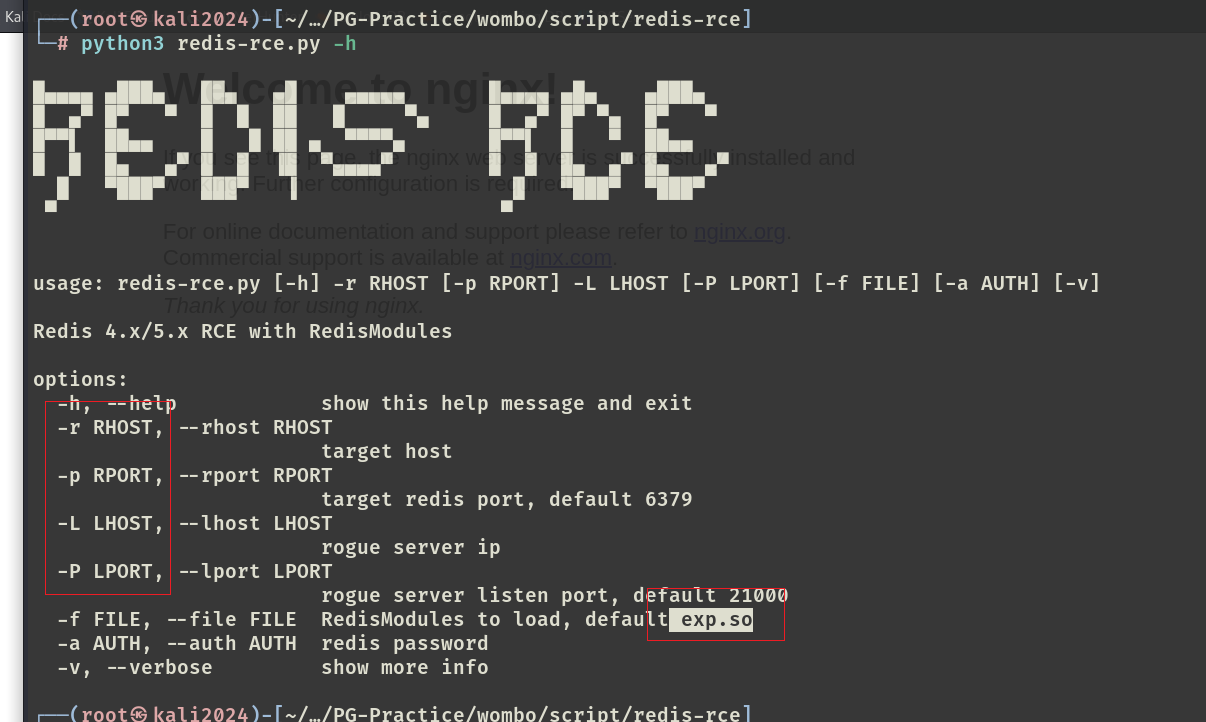 Kal
┌──(root㉿kali2024)-[~/…/PG-Practice/wombo/script/redis-rce]
└─# python3 redis-rce.py -h
REDIS RCE
Welcome to nginx!
If you see this page, the nginx web server is successfully installed and
working. Further configuration is required.
For online documentation and support please refer to nginx.org.
Commercial support is available at nginx.com.
usage: redis-rce.py [-h] -r RHOST [-p RPORT] -L LHOST [-P LPORT] [-f FILE] [-a AUTH] [-v]
Thank you for using nginx.
Redis 4.x/5.x RCE with RedisModules
options:
-h, --help show this help message and exit
-r RHOST, --rhost RHOST
target host
-p RPORT, --rport RPORT
target redis port, default 6379
-L LHOST, --lhost LHOST
rogue server ip
-P LPORT, --lport LPORT
rogue server listen port, default 21000
-f FILE, --file FILE RedisModules to load, default exp.so
-a AUTH, --auth AUTH redis password
-v, --verbose show more info
┌──(root㉿kali2024)-[~/…/PG-Practice/wombo/script/redis-rce]